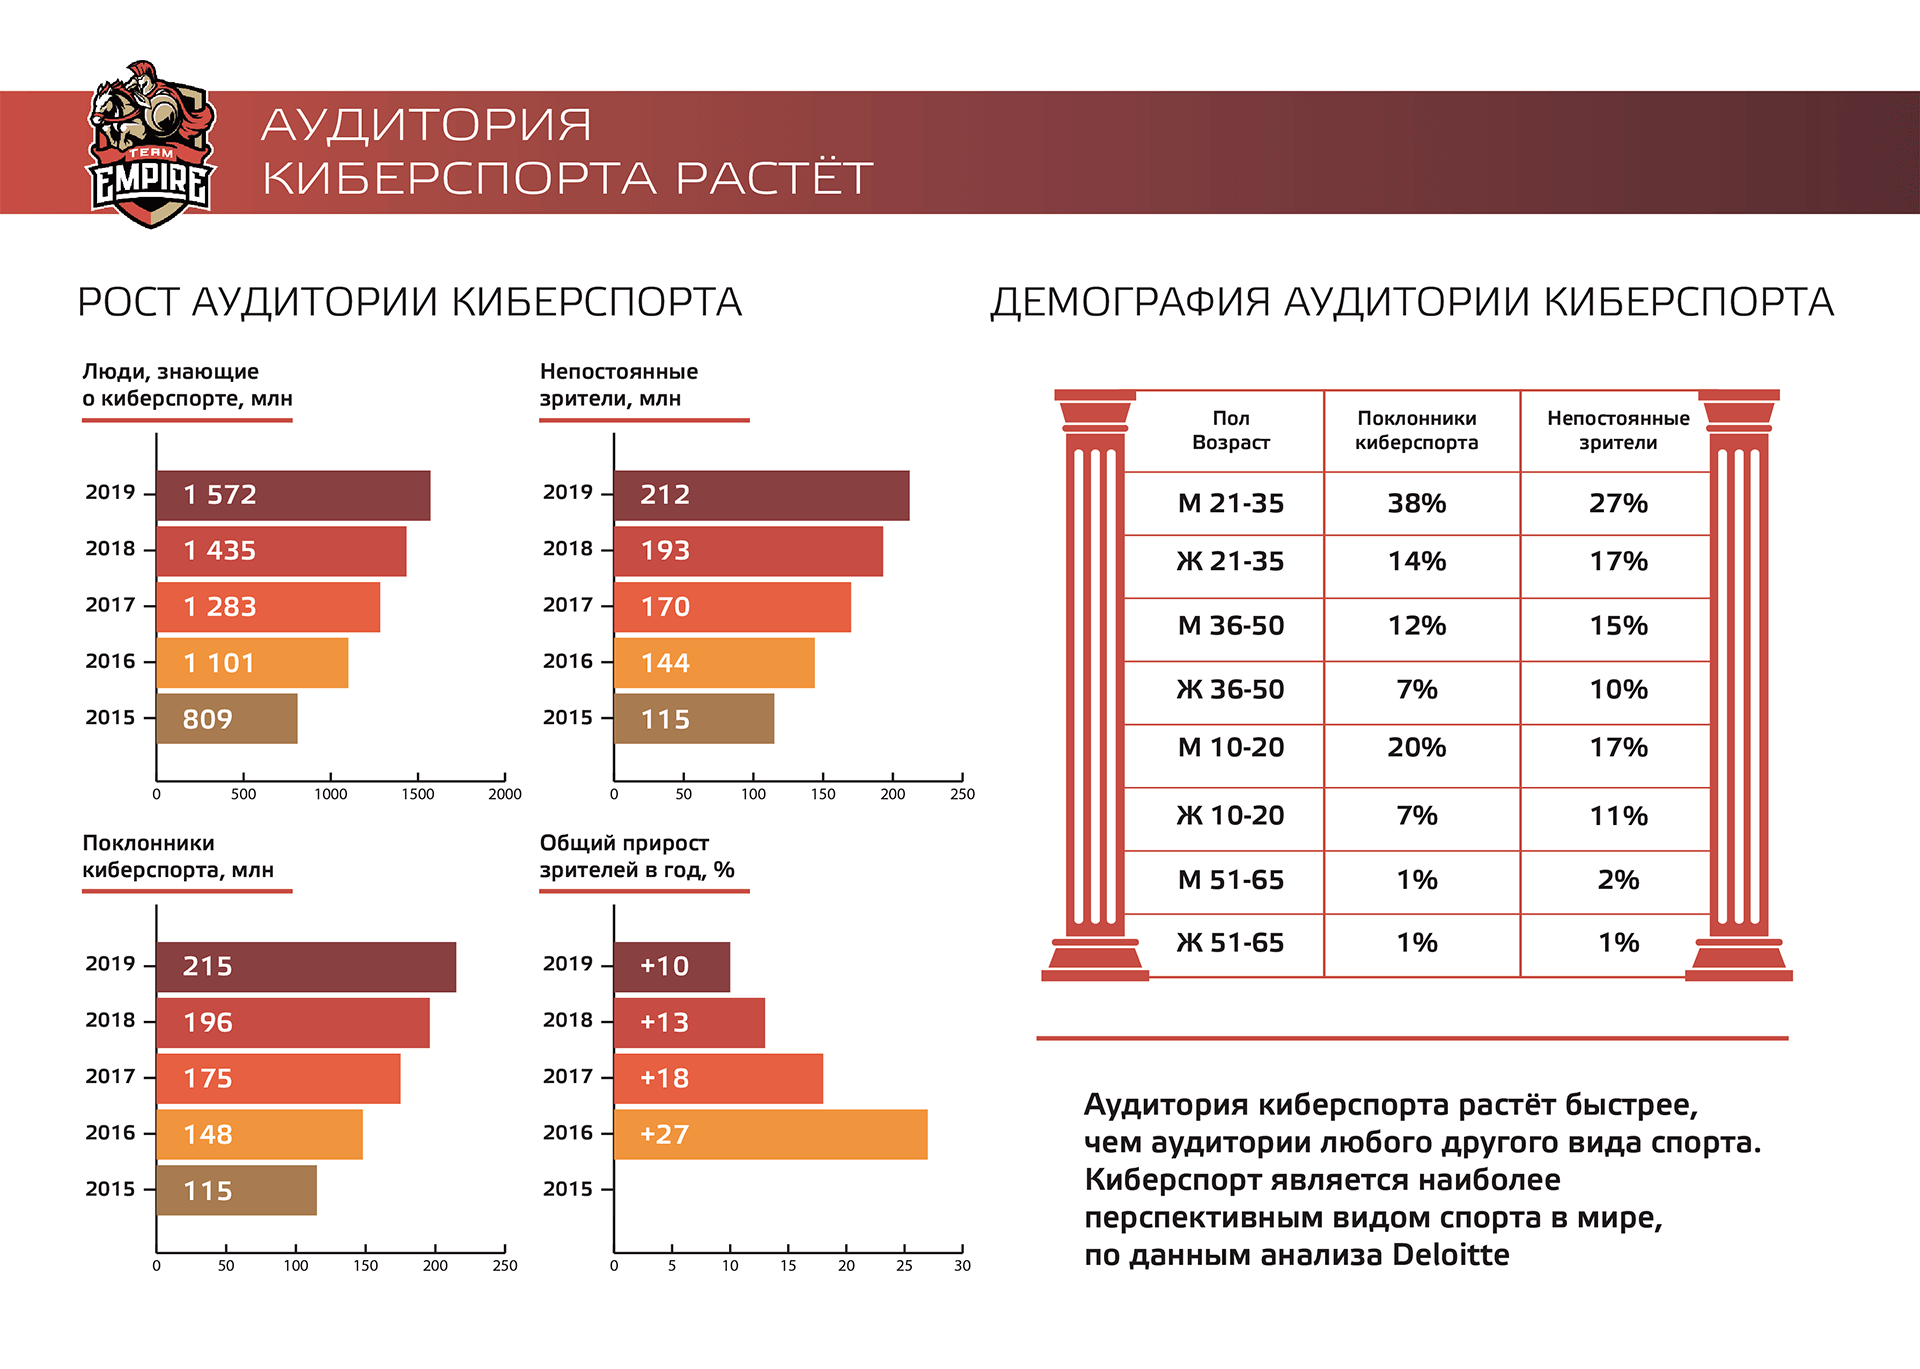 TEAM
EMPIRE
АУДИТОРИЯ
КИБЕРСПОРТА РАСТЁТ
РОСТ АУДИТОРИИ КИБЕРСПОРТА
Люди, знающие
о киберспорте, млн
2019 1 572
2018 1 435
2017 1 283
2016 1 101
2015 809
0 500 1000 1500 2000
Непостоянные
зрители, млн
2019 212
2018 193
2017 170
2016 144
2015 115
0 50 100 150 200 250
Поклонники
киберспорта, млн
2019 215
2018 196
2017 175
2016 148
2015 115
0 50 100 150 200 250
Общий прирост
зрителей в год, %
2019 +10
2018 +13
2017 +18
2016 +27
2015
0 5 10 15 20 25 30
ДЕМОГРАФИЯ АУДИТОРИИ КИБЕРСПОРТА
Пол Поклонники Непостоянные
Возраст киберспорта зрители
М 21-35 38% 27%
Ж 21-35 14% 17%
М 36-50 12% 15%
Ж 36-50 7% 10%
М 10-20 20% 17%
Ж 10-20 7% 11%
М 51-65 1% 2%
Ж 51-65 1% 1%
Аудитория киберспорта растёт быстрее,
чем аудитории любого другого вида спорта.
Киберспорт является наиболее
перспективным видом спорта в мире,
по данным анализа Deloitte